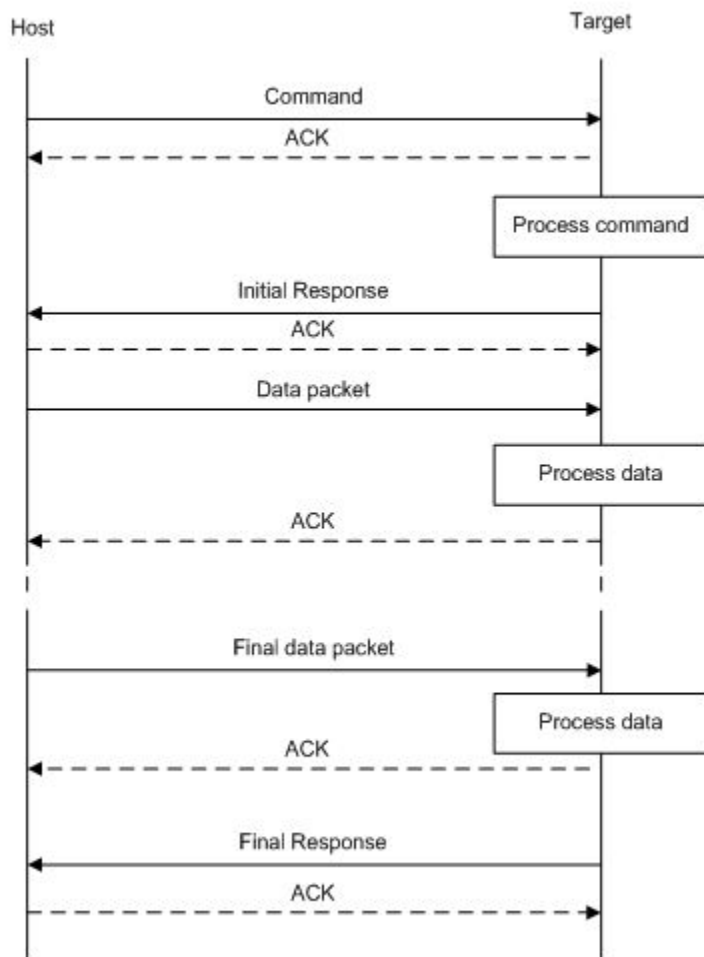 Host
Target
Command
ACK
Process command
Initial Response
ACK
Data packet
Process data
ACK
Final data packet
Process data
ACK
Final Response
ACK